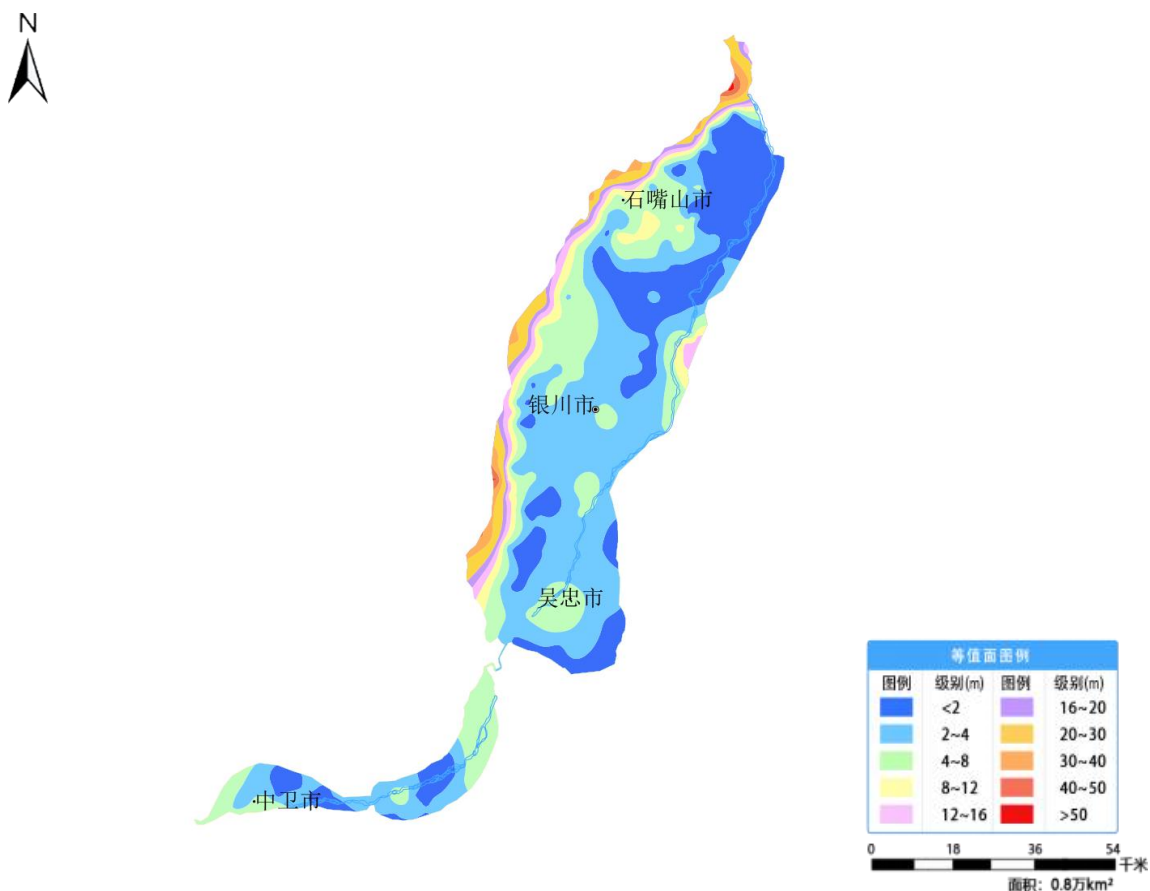 N
石嘴山市
银川市
吴忠市
中卫市
等值面图例
图例 级别(m) 图例 级别(m)
<2 16~20
2~4 20~30
4~8 30~40
8~12 40~50
12~16 >50
0 18 36 54
千米
面积: 0.8万km²